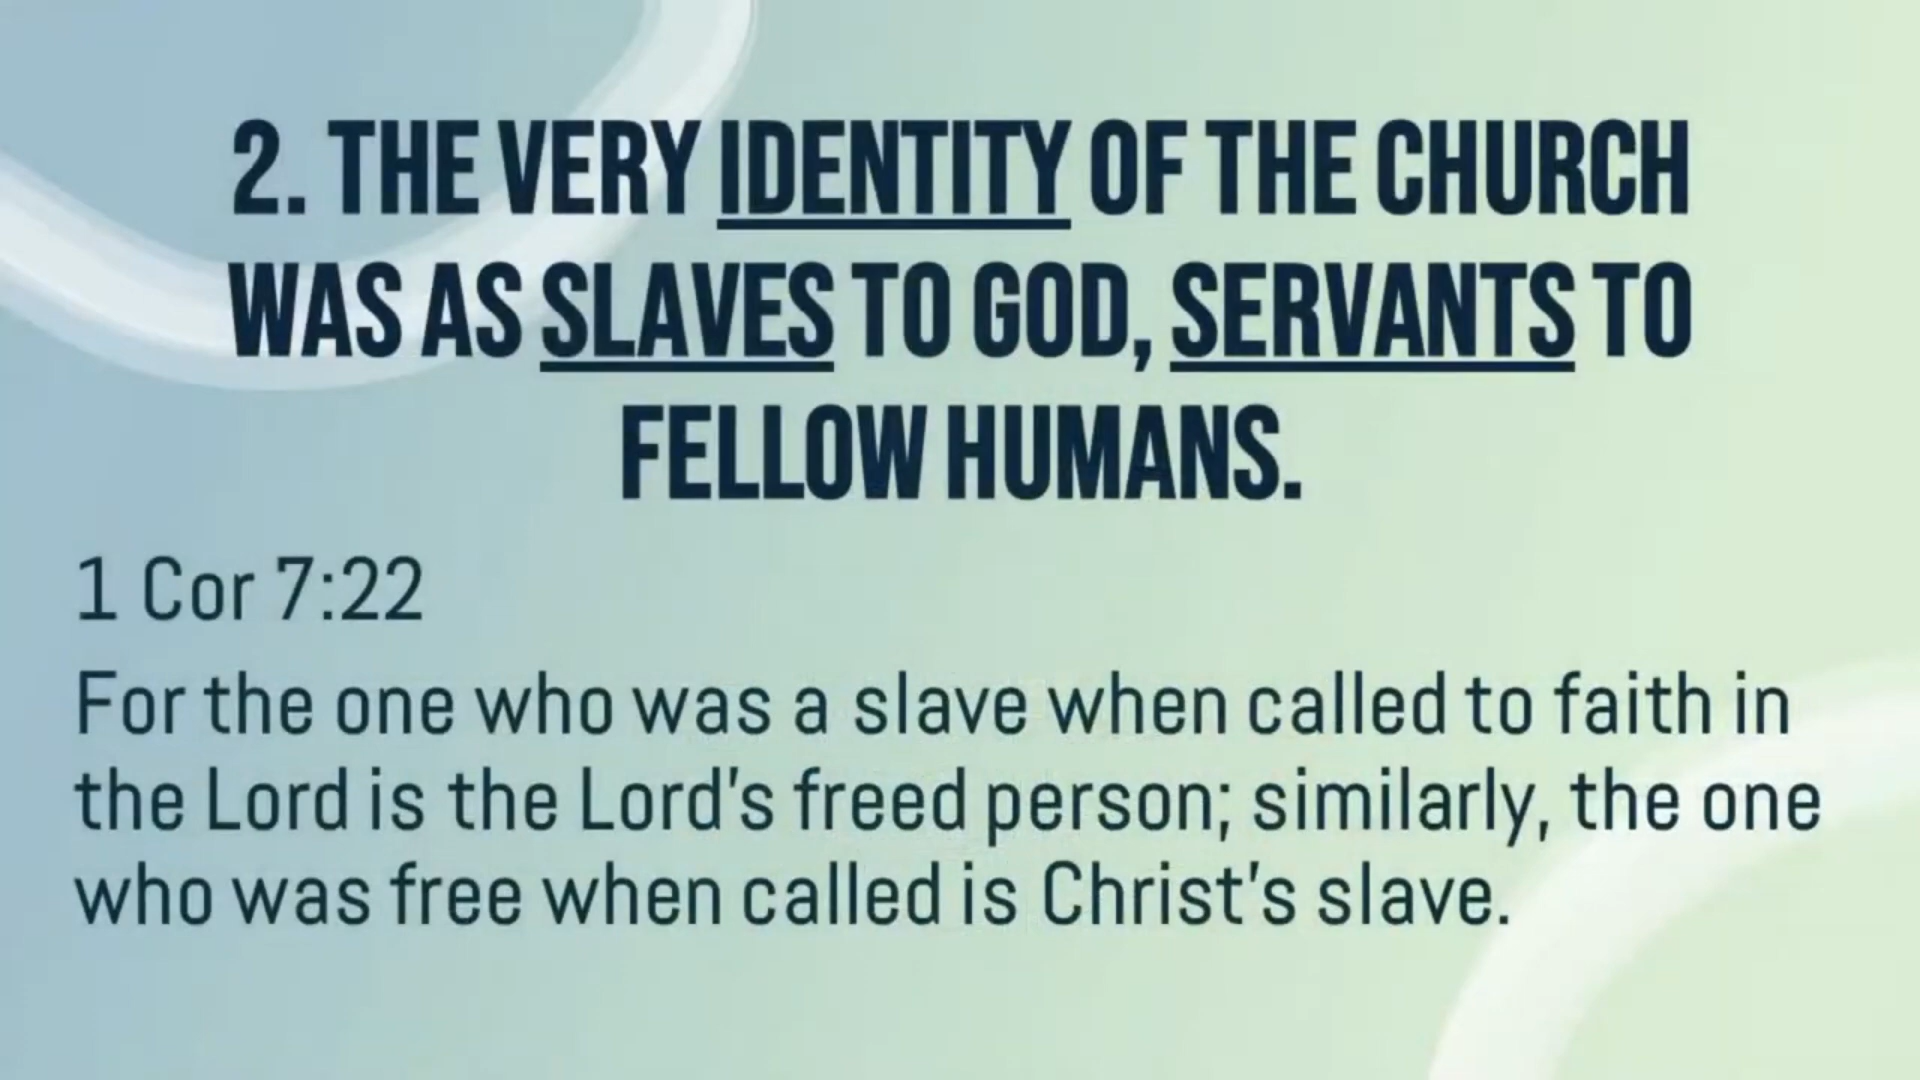 2. THE VERY IDENTITY OF THE CHURCH
WAS AS SLAVES TO GOD, SERVANTS TO
FELLOW HUMANS.
1 Cor 7:22
For the one who was a slave when called to faith in
the Lord is the Lord’s freed person; similarly, the one
who was free when called is Christ’s slave.